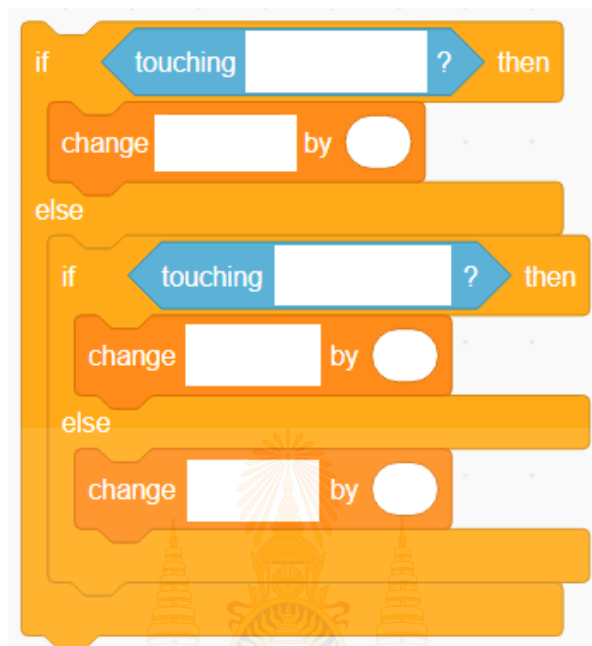 if touching ? then
change by
else
if touching ? then
change by
else
change by